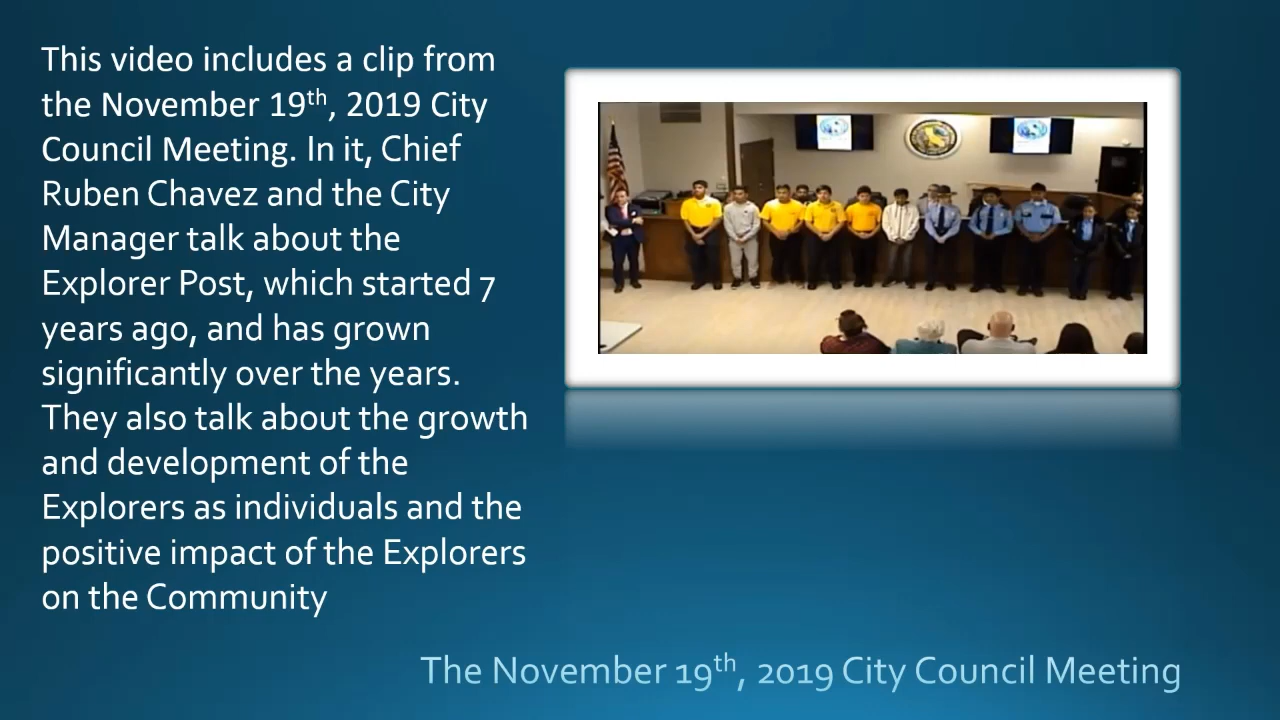 This video includes a clip from
the November 19th, 2019 City
Council Meeting. In it, Chief
Ruben Chavez and the City
Manager talk about the
Explorer Post, which started 7
years ago, and has grown
significantly over the years.
They also talk about the growth
and development of the
Explorers as individuals and the
positive impact of the Explorers
on the Community
The November 19th, 2019 City Council Meeting